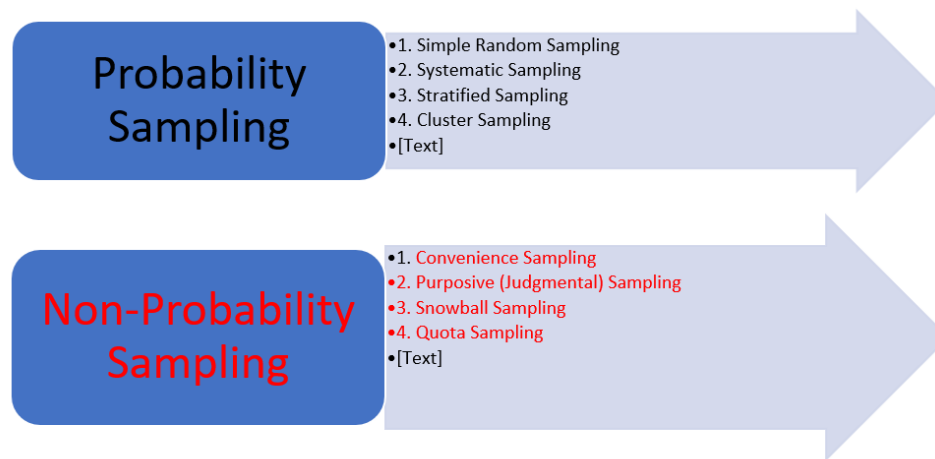 Probability
Sampling
•1. Simple Random Sampling
•2. Systematic Sampling
•3. Stratified Sampling
•4. Cluster Sampling
•[Text]
Non-Probability
Sampling
•1. Convenience Sampling
•2. Purposive (Judgmental) Sampling
•3. Snowball Sampling
•4. Quota Sampling
•[Text]